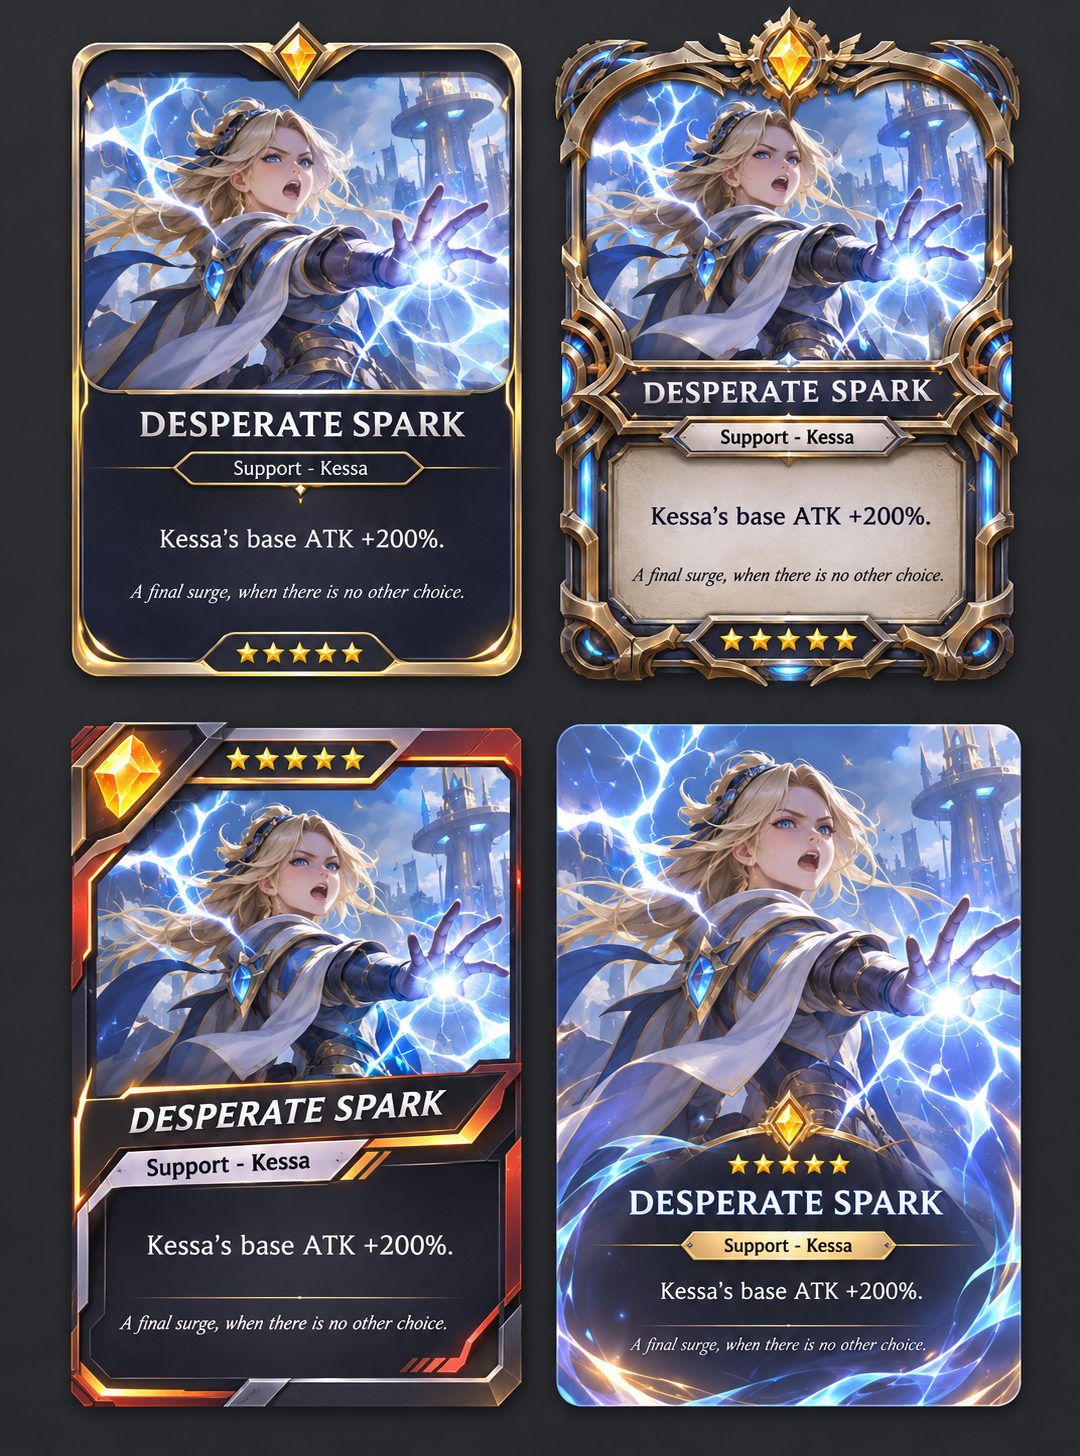 DESPERATE SPARK
Support - Kessa
Kessa's base ATK +200%.
A final surge, when there is no other choice.
DESPERATE SPARK
Support - Kessa
Kessa's base ATK +200%.
A final surge, when there is no other choice.
DESPERATE SPARK
Support - Kessa
Kessa's base ATK +200%.
A final surge, when there is no other choice.
DESPERATE SPARK
Support - Kessa
Kessa's base ATK +200%.
A final surge, when there is no other choice.